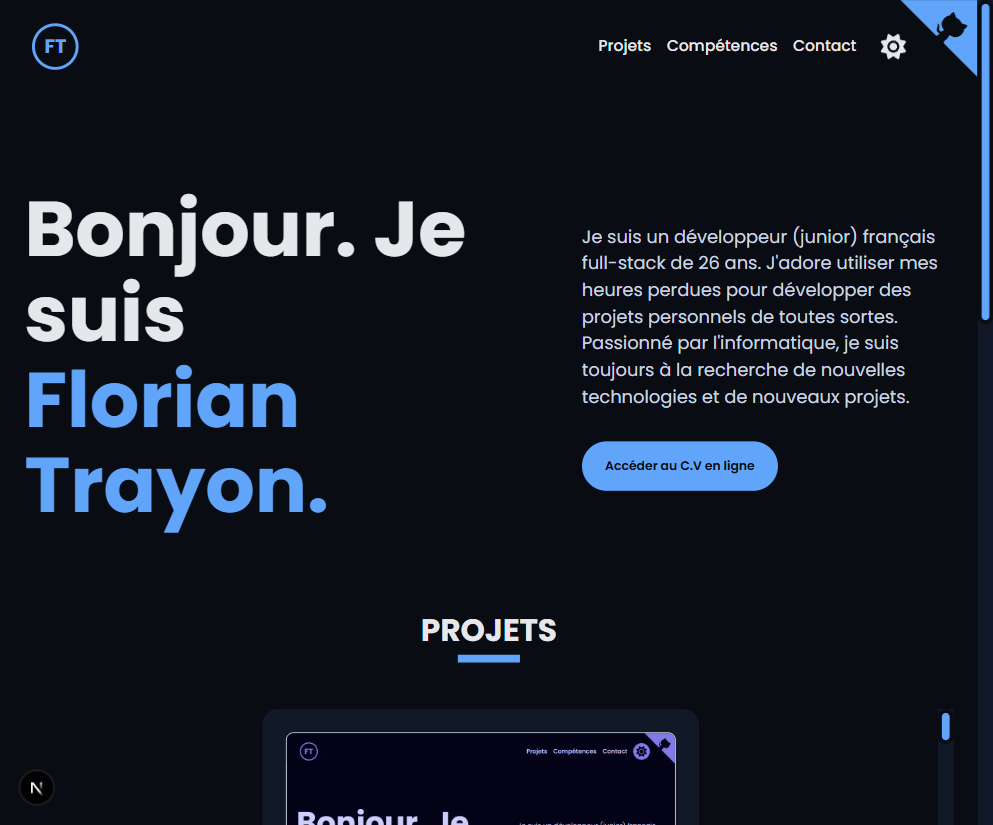 FT
Projets Compétences Contact
Bonjour. Je
suis
Florian
Trayon.
Je suis un développeur (junior) français
full-stack de 26 ans. J'adore utiliser mes
heures perdues pour développer des
projets personnels de toutes sortes.
Passionné par l'informatique, je suis
toujours à la recherche de nouvelles
technologies et de nouveaux projets.
Accéder au C.V en ligne
PROJETS
FT
Projets Compétences Contact
Bonjour. Je
Je suis un développeur (junior) français
N